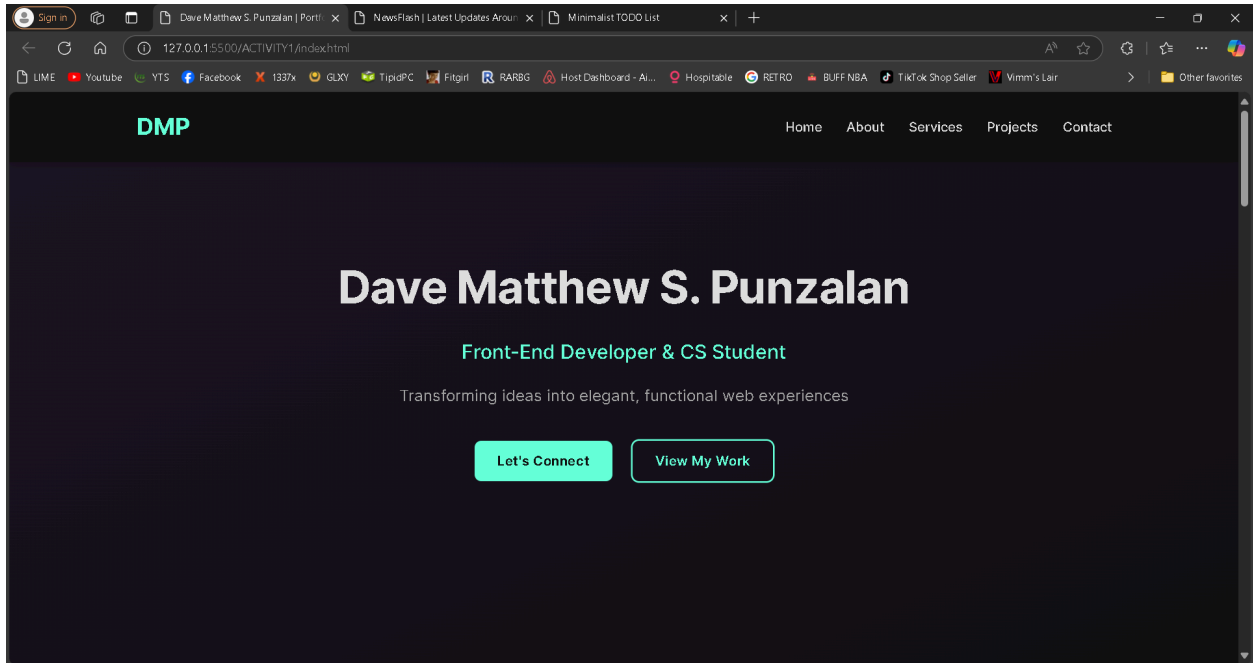 Sign in
Dave Matthew S. Punzalan | Portf
NewsFlash | Latest Updates Aroun
Minimalist TODO List
127.0.0.1:5500/ACTIVITY1/index.html
LIME Youtube YTS Facebook 1337x GLXY TipidPC Fitgirl RARBG Host Dashboard - Ai... Hospitable RETRO BUFF NBA TikTok Shop Seller Vimm's Lair Other favorites
DMP
Home About Services Projects Contact
Dave Matthew S. Punzalan
Front-End Developer & CS Student
Transforming ideas into elegant, functional web experiences
Let's Connect View My Work